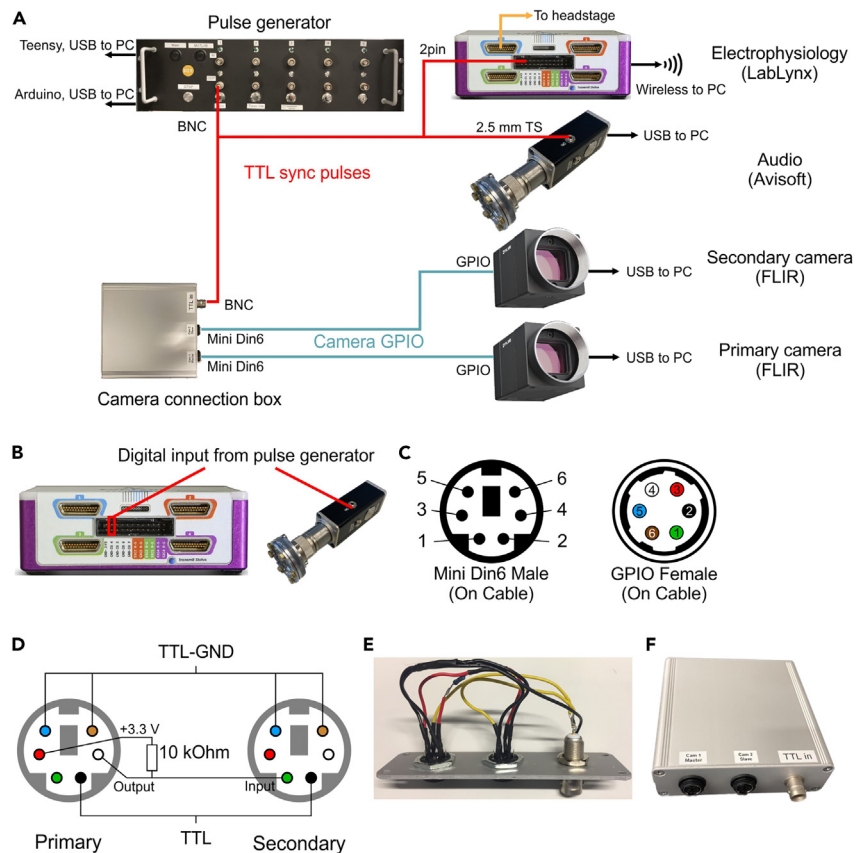 A
Pulse generator
To headstage
Teensy, USB to PC
2pin
Electrophysiology
(LabLynx)
Wireless to PC
Arduino, USB to PC
BNC
2.5 mm TS
USB to PC
TTL sync pulses
Audio
(Avisoft)
GPIO
USB to PC
Secondary camera
(FLIR)
TTL in
BNC
Mini Din6
Camera GPIO
Mini Din6
GPIO
USB to PC
Primary camera
(FLIR)
Camera connection box
B
Digital input from pulse generator
C
5
6
3
4
1
2
Mini Din6 Male
(On Cable)
4
3
5
2
6
1
GPIO Female
(On Cable)
D
TTL-GND
+3.3 V
10 kOhm
Output
Input
Primary
TTL
Secondary
E
F
Cam 1
Master
Cam 2
Slave
TTL in